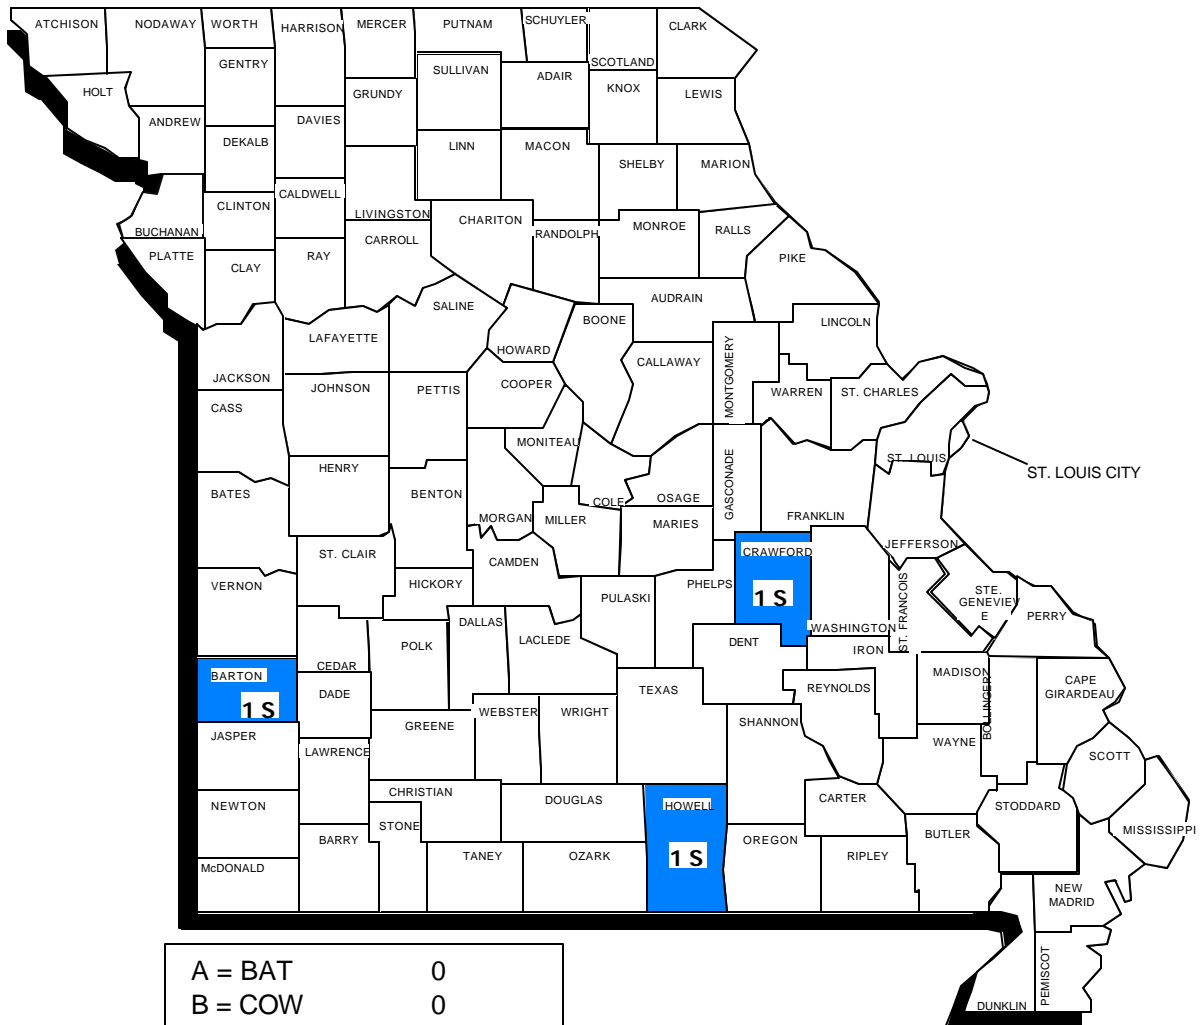 ATCHISON
NODAWAY
WORTH
HARRISON
MERCER
PUTNAM
SCHUYLER
SCOTLAND
CLARK
GENTRY
SULLIVAN
ADAIR
KNOX
LEWIS
HOLT
GRUNDY
ANDREW
DAVIES
DEKALB
LINN
MACON
SHELBY
MARION
CALDWELL
CLINTON
LIVINGSTON
CHARITON
RANDOLPH
MONROE
RALLS
BUCHANAN
CARROLL
PLATTE
CLAY
RAY
PIKE
SALINE
AUDRAIN
BOONE
LINCOLN
LAFAYETTE
HOWARD
CALLAWAY
MONTGOMERY
JACKSON
JOHNSON
PETTIS
COOPER
WARREN
ST. CHARLES
CASS
MONITEAU
ST. LOUIS
ST. LOUIS CITY
HENRY
BATES
BENTON
COLE
OSAGE
GASCONADE
MORGAN
MILLER
MARIES
FRANKLIN
ST. CLAIR
CAMDEN
CRAWFORD
JEFFERSON
VERNON
HICKORY
PULASKI
PHELPS
1 S
ST. FRANCOIS
STE.
GENEVIEV
E
PERRY
DALLAS
LACLEDE
WASHINGTON
POLK
DENT
IRON
CEDAR
BARTON
1 S
DADE
TEXAS
REYNOLDS
MADISON
BOLLINGER
CAPE
GIRARDEAU
WEBSTER
WRIGHT
GREENE
SHANNON
JASPER
LAWRENCE
WAYNE
SCOTT
CHRISTIAN
DOUGLAS
HOWELL
CARTER
NEWTON
STODDARD
STONE
MISSISSIPPI
BARRY
OREGON
BUTLER
TANEY
OZARK
1 S
RIPLEY
McDONALD
NEW
MADRID
PEMISCOT
DUNKLIN
A = BAT 0
B = COW 0